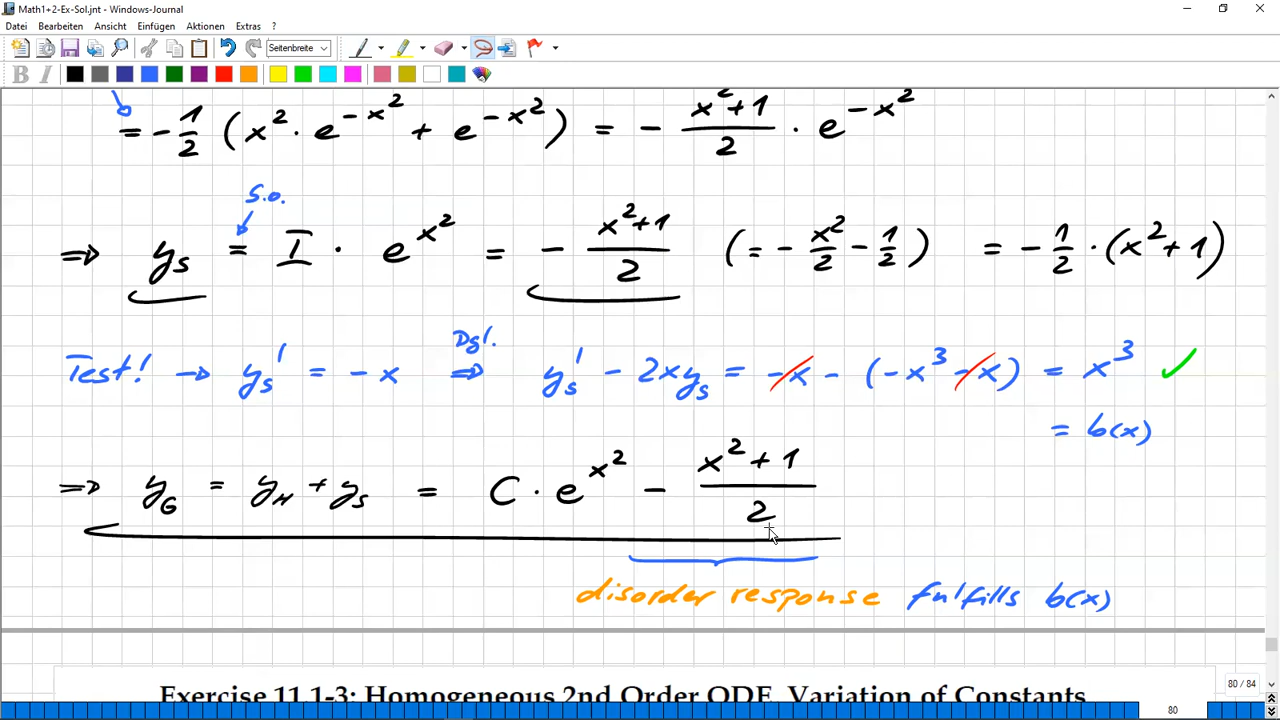 Math1+2-Ex-Sol.jnt - Windows-Journal
Datei Bearbeiten Ansicht Einfügen Aktionen Extras ?
Seitenbreite
B I
= -1/2 (x² · e^(-x²) + e^(-x²)) = - (x²+1)/2 · e^(-x²)
s.o.
⇒ y_s = I · e^(x²) = - (x²+1)/2 (= - x²/2 - 1/2) = - 1/2 · (x²+1)
Dgl.
Test! → y_s' = -x ⇒ y_s' - 2xy_s = -x - (-x³ - x) = x³ ✓
= b(x)
⇒ y_G = y_H + y_s = C · e^(x²) - (x²+1)/2
disorder response fulfills b(x)
Exercise 11.1-3: Homogeneous 2nd Order ODE, Variation of Constants
80 / 84
80